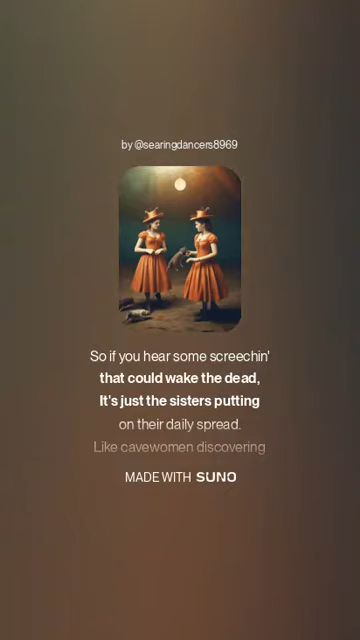 by @searingdancers8969
So if you hear some screechin'
that could wake the dead,
It's just the sisters putting
on their daily spread.
Like cavewomen discovering
MADE WITH SUNO